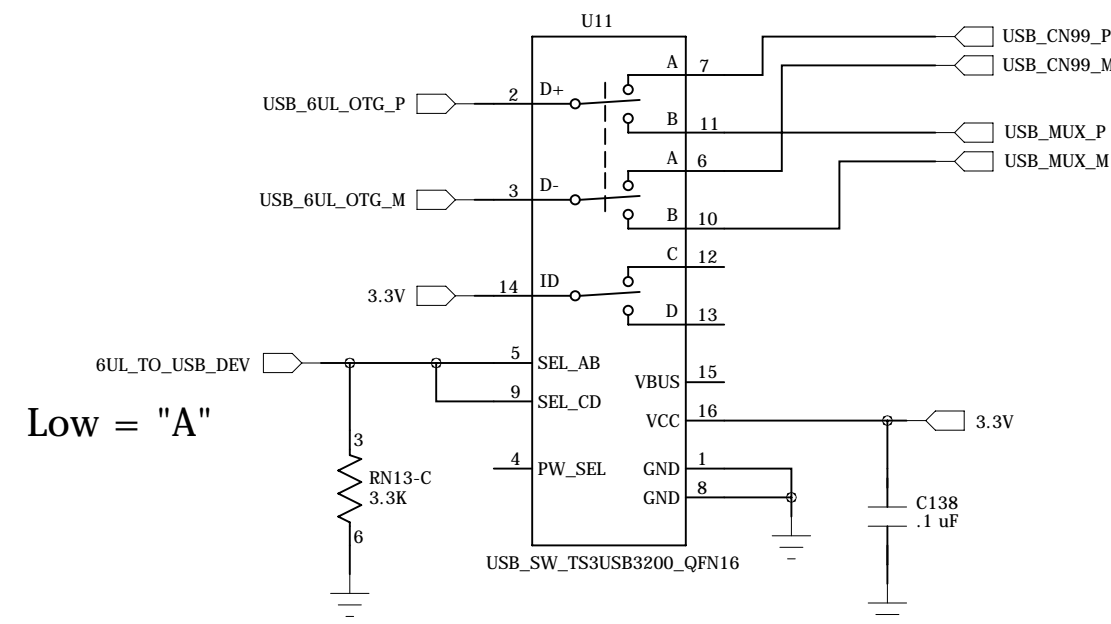 U11
USB_CN99_P
USB_CN99_M
USB_MUX_P
USB_MUX_M
USB_6UL_OTG_P
2
D+
A
7
B
11
USB_6UL_OTG_M
3
D-
A
6
B
10
3.3V
14
ID
C
12
D
13
6UL_TO_USB_DEV
5
SEL_AB
9
SEL_CD
VBUS
15
VCC
16
3.3V
Low = "A"
3
RN13-C
3.3K
6
4
PW_SEL
GND
1
GND
8
C138
.1 uF
USB_SW_TS3USB3200_QFN16